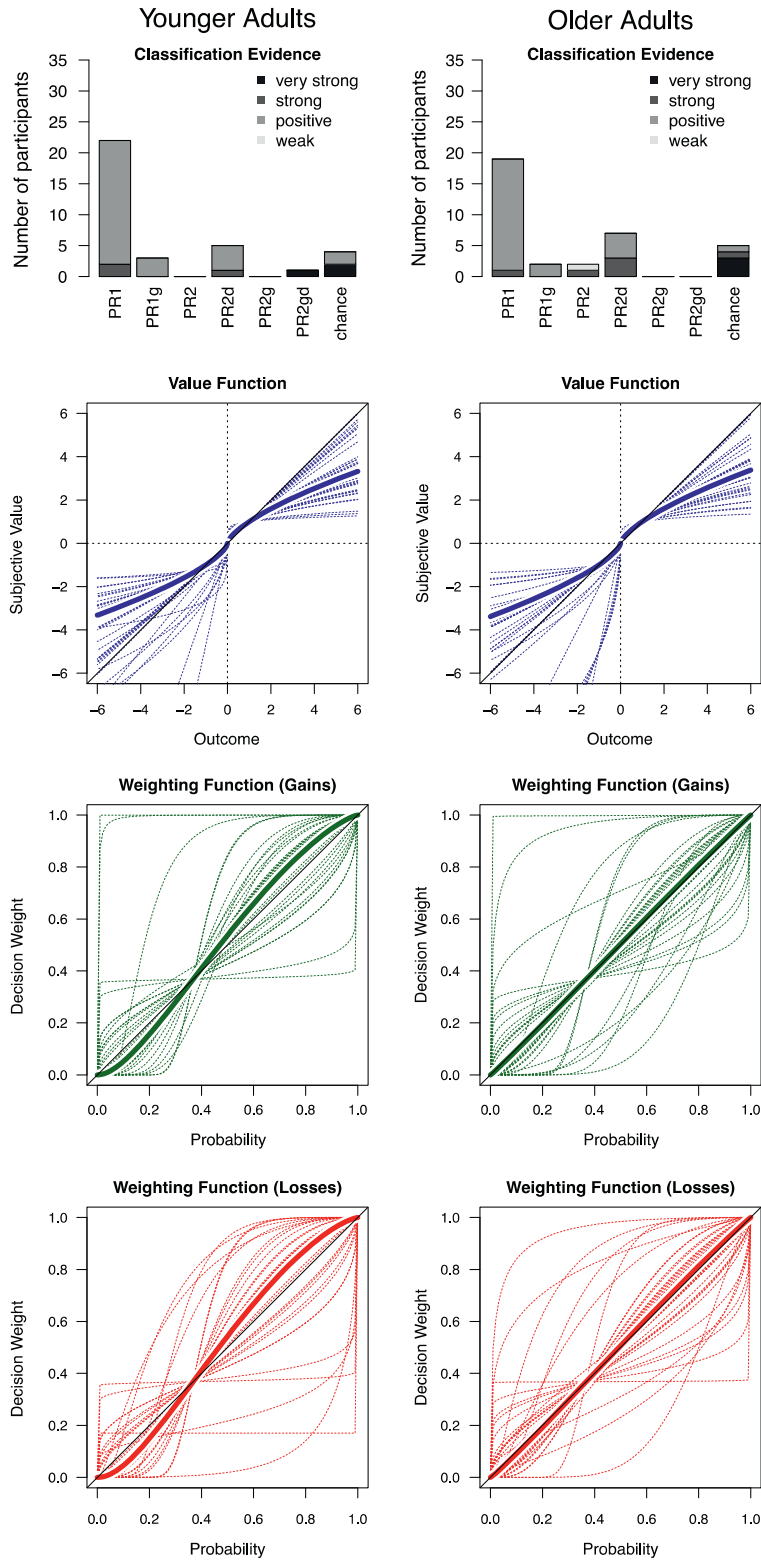 Younger Adults
Older Adults
Classification Evidence
Number of participants
35
30
25
20
15
10
5
0
very strong
strong
positive
weak
PR1
PR1g
PR2
PR2d
PR2g
PR2gd
chance
Classification Evidence
Number of participants
35
30
25
20
15
10
5
0
very strong
strong
positive
weak
PR1
PR1g
PR2
PR2d
PR2g
PR2gd
chance
Value Function
Subjective Value
6
4
2
0
−2
−4
−6
−6 −4 −2 0 2 4 6
Outcome
Value Function
Subjective Value
6
4
2
0
−2
−4
−6
−6 −4 −2 0 2 4 6
Outcome
Weighting Function (Gains)
Decision Weight
1.0
0.8
0.6
0.4
0.2
0.0
0.0 0.2 0.4 0.6 0.8 1.0
Probability
Weighting Function (Gains)
Decision Weight
1.0
0.8
0.6
0.4
0.2
0.0
0.0 0.2 0.4 0.6 0.8 1.0
Probability
Weighting Function (Losses)
Decision Weight
1.0
0.8
0.6
0.4
0.2
0.0
0.0 0.2 0.4 0.6 0.8 1.0
Probability
Weighting Function (Losses)
Decision Weight
1.0
0.8
0.6
0.4
0.2
0.0
0.0 0.2 0.4 0.6 0.8 1.0
Probability